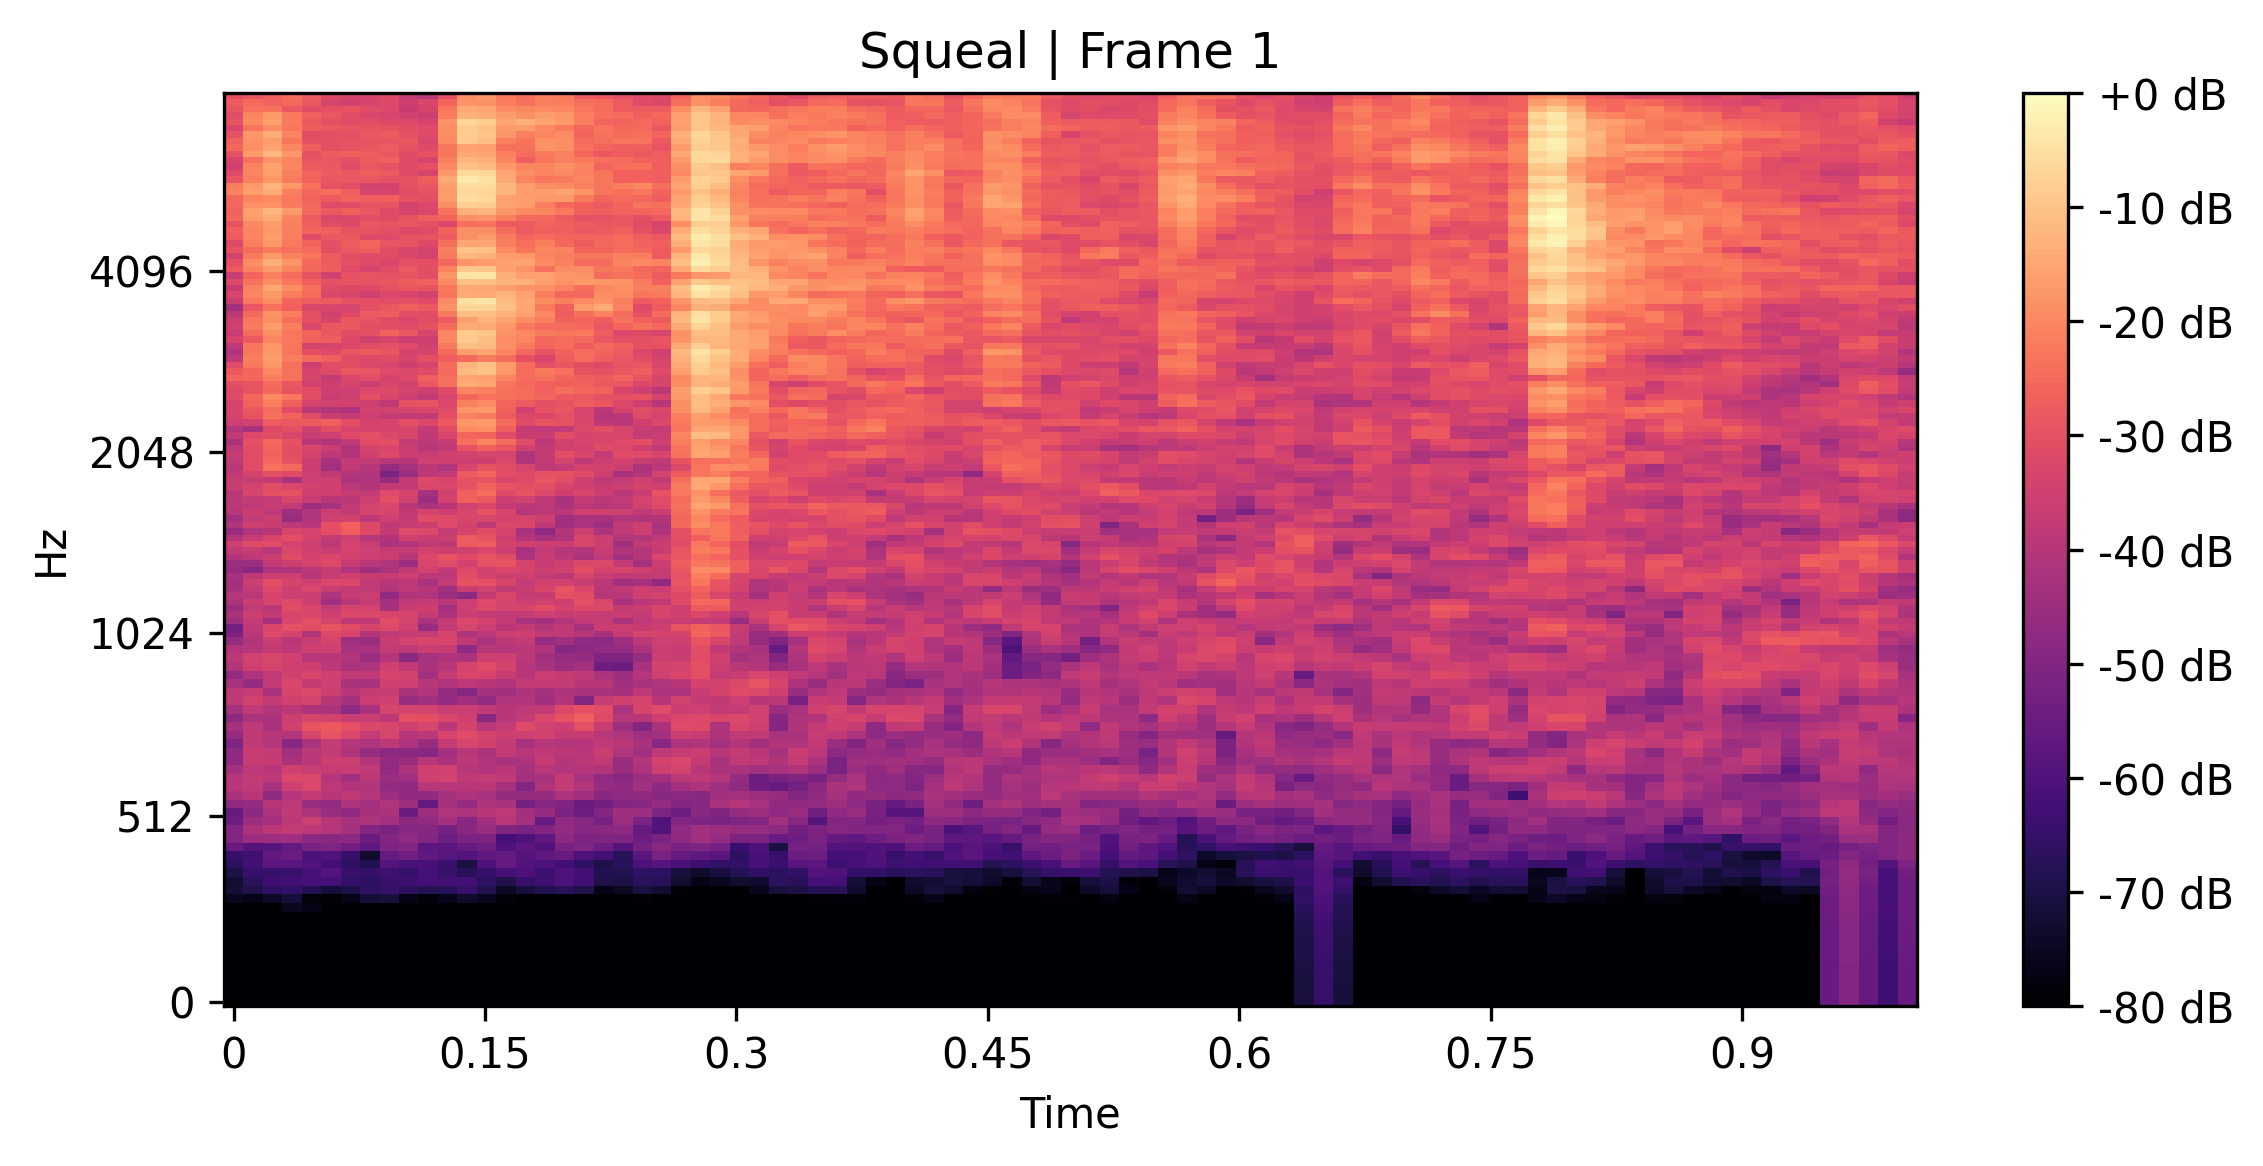 Squeal | Frame 1
+0 dB
-10 dB
-20 dB
-30 dB
-40 dB
-50 dB
-60 dB
-70 dB
-80 dB
Hz
4096
2048
1024
512
0
0 0.15 0.3 0.45 0.6 0.75 0.9
Time